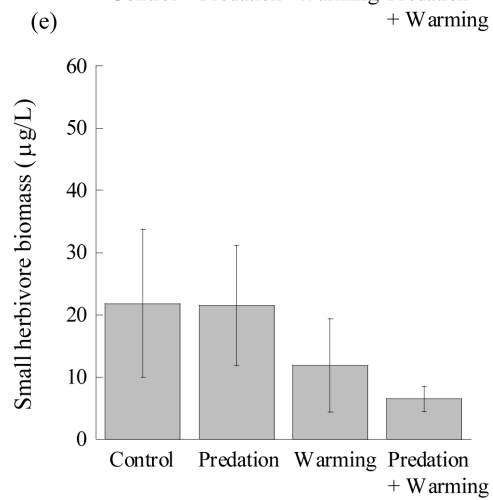 + Warming
(e)
Small herbivore biomass (μg/L)
60
50
40
30
20
10
0
Control Predation Warming Predation
+ Warming